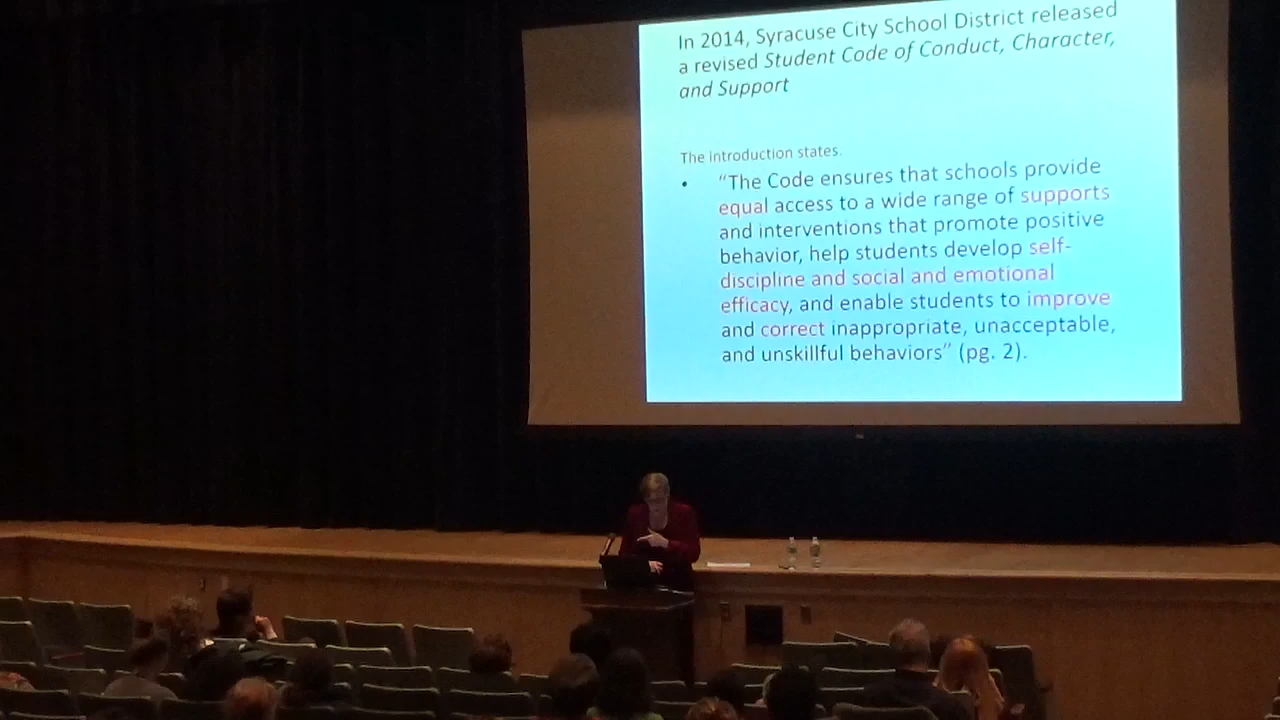 In 2014, Syracuse City School District released
a revised Student Code of Conduct, Character,
and Support
The introduction states.
• “The Code ensures that schools provide
equal access to a wide range of supports
and interventions that promote positive
behavior, help students develop self-
discipline and social and emotional
efficacy, and enable students to improve
and correct inappropriate, unacceptable,
and unskillful behaviors” (pg. 2).